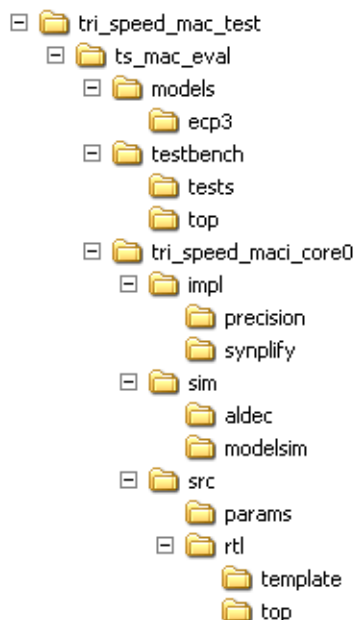 tri_speed_mac_test
ts_mac_eval
models
ecp3
testbench
tests
top
tri_speed_maci_core0
impl
precision
synplify
sim
aldec
modelsim
src
params
rtl
template
top